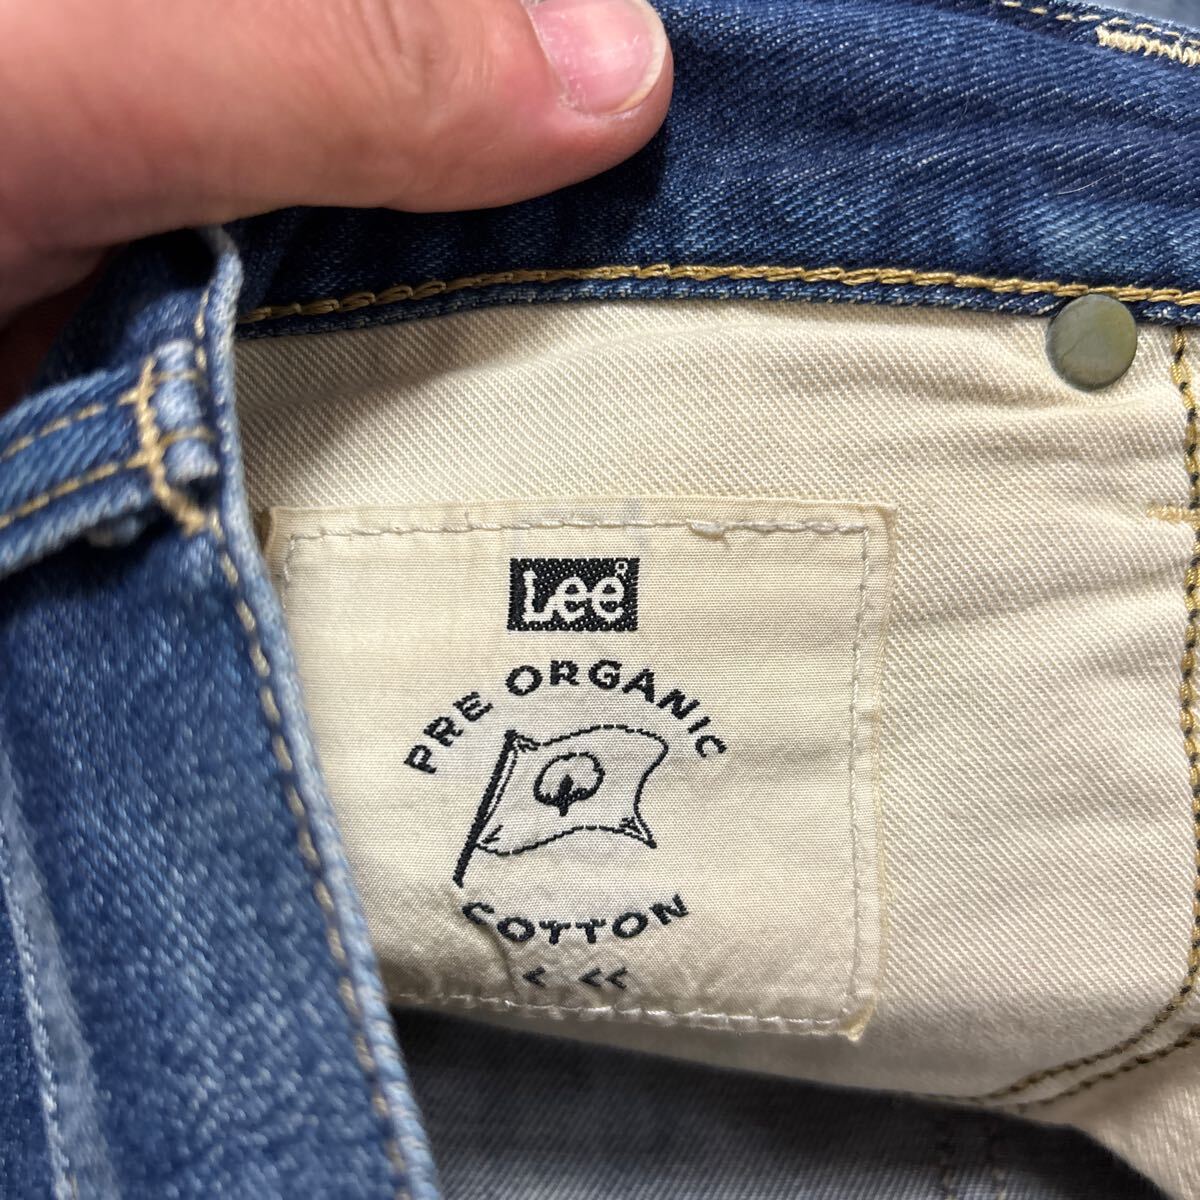 Lee®
PRE ORGANIC
COTTON
< <<